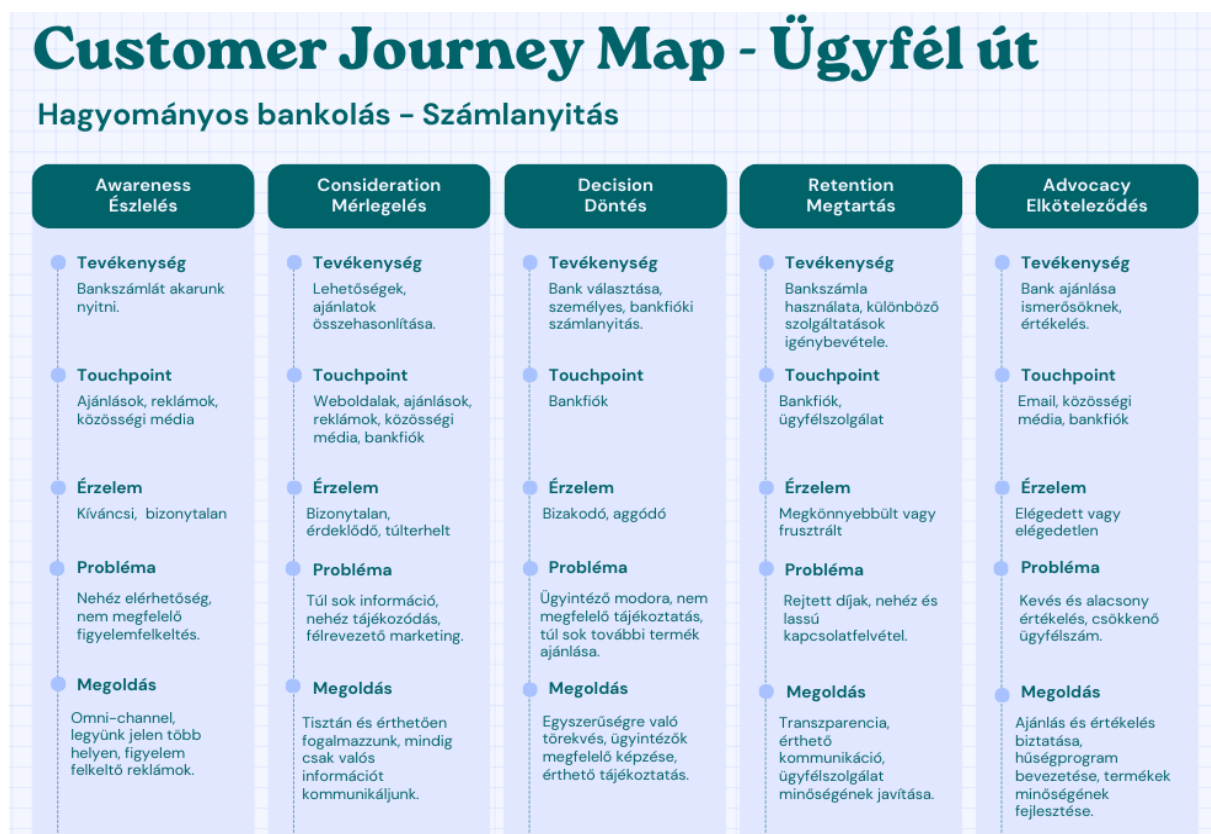 Customer Journey Map - Ügyfél út
Hagyományos bankolás – Számlanyitás
Awareness
Észlelés
Tevékenység
Bankszámlát akarunk
nyitni.
Touchpoint
Ajánlások, reklámok,
közösségi média
Érzelem
Kíváncsi,  bizonytalan
Probléma
Nehéz elérhetőség,
nem megfelelő
figyelemfelkeltés.
Megoldás
Omni-channel,
legyünk jelen több
helyen, figyelem
felkeltő reklámok.
Consideration
Mérlegelés
Tevékenység
Lehetőségek,
ajánlatok
összehasonlítása.
Touchpoint
Weboldalak, ajánlások,
reklámok, közösségi
média, bankfiók
Érzelem
Bizonytalan,
érdeklődő, túlterhelt
Probléma
Túl sok információ,
nehéz tájékozódás,
félrevezető marketing.
Megoldás
Tisztán és érthetően
fogalmazzunk, mindig
csak valós
információt
kommunikáljunk.
Decision
Döntés
Tevékenység
Bank választása,
személyes, bankfióki
számlanyitás.
Touchpoint
Bankfiók
Érzelem
Bizakodó, aggódó
Probléma
Ügyintéző modora, nem
megfelelő tájékoztatás,
túl sok további termék
ajánlása.
Megoldás
Egyszerűségre való
törekvés, ügyintézők
megfelelő képzése,
érthető tájékoztatás.
Retention
Megtartás
Tevékenység
Bankszámla
használata, különböző
szolgáltatások
igénybevétele.
Touchpoint
Bankfiók,
ügyfélszolgálat
Érzelem
Megkönnyebbült vagy
frusztrált
Probléma
Rejtett díjak, nehéz és
lassú
kapcsolatfelvétel.
Megoldás
Transzparencia,
érthető
kommunikáció,
ügyfélszolgálat
minőségének javítása.
Advocacy
Elköteleződés
Tevékenység
Bank ajánlása
ismerősöknek,
értékelés.
Touchpoint
Email, közösségi
média, bankfiók
Érzelem
Elégedett vagy
elégedetlen
Probléma
Kevés és alacsony
értékelés, csökkenő
ügyfélszám.
Megoldás
Ajánlás és értékelés
biztatása,
hűségprogram
bevezetése, termékek
minőségének
fejlesztése.